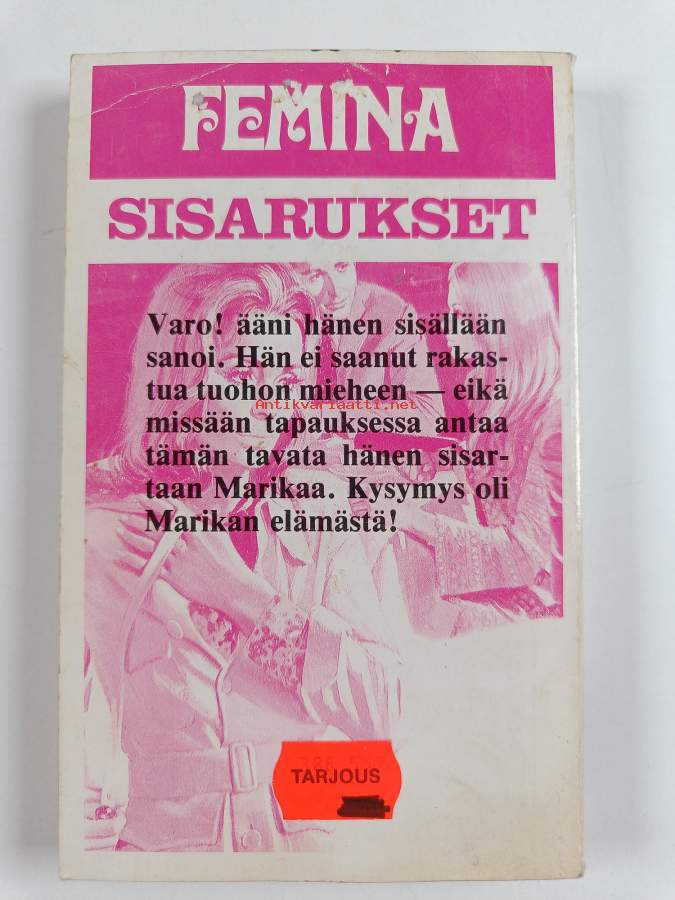 FEMINA
SISARUKSET
Varo! ääni hänen sisällään
sanoi. Hän ei saanut rakas-
tua tuohon mieheen — eikä
Antikvariaatti.net
missään tapauksessa antaa
tämän tavata hänen sisar-
taan Marikaa. Kysymys oli
Marikan elämästä!
TARJOUS